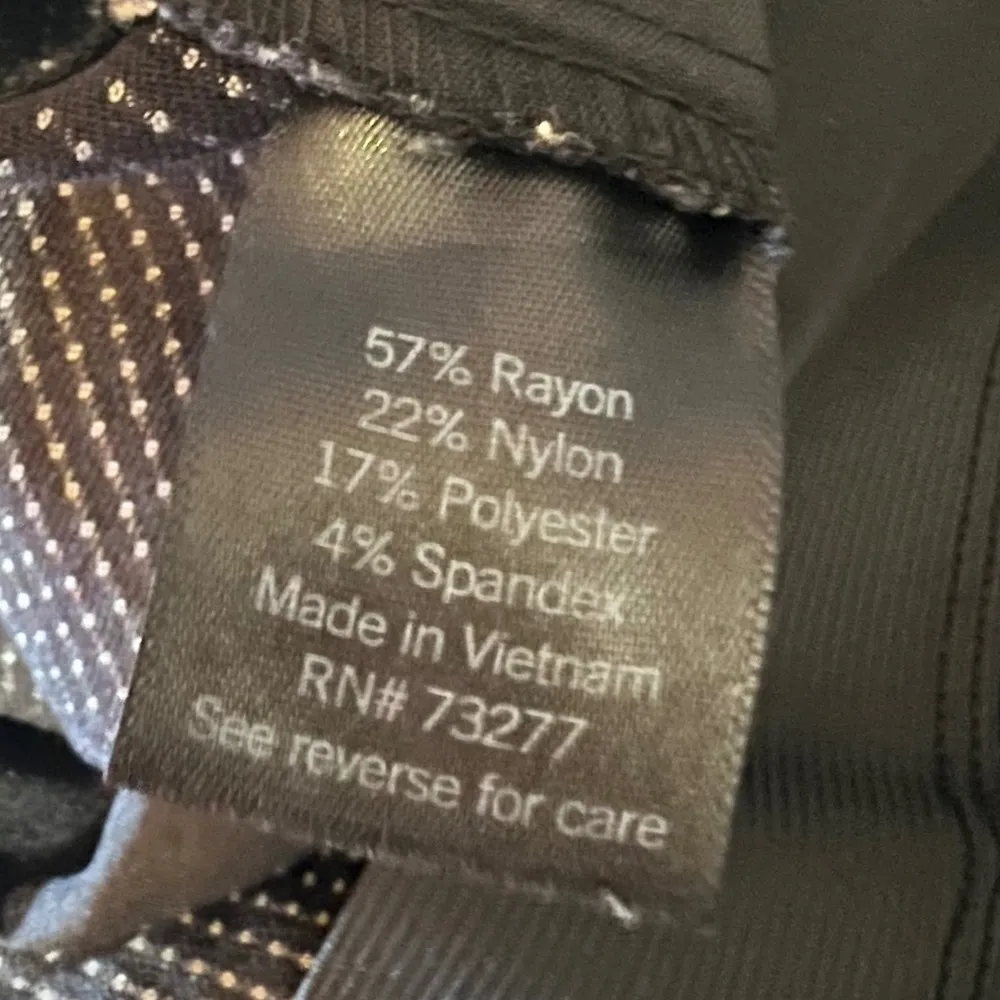 57% Rayon
22% Nylon
17% Polyester
4% Spandex
Made in Vietnam
RN# 73277
See reverse for care